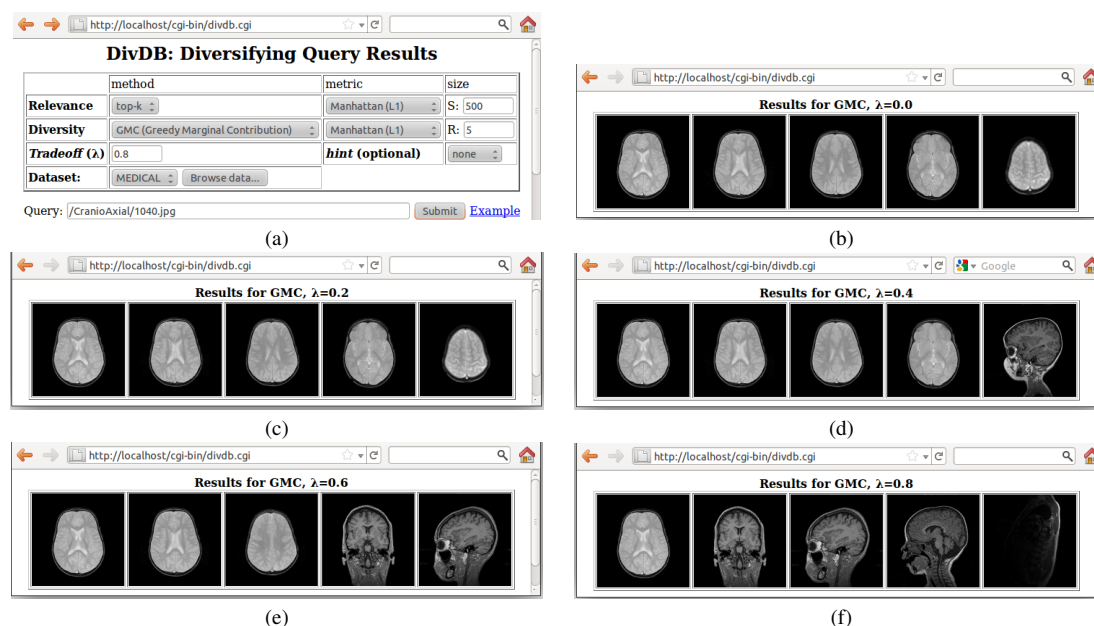 http://localhost/cgi-bin/divdb.cgi
DivDB: Diversifying Query Results
method metric size
Relevance top-k Manhattan (L1) S: 500
Diversity GMC (Greedy Marginal Contribution) Manhattan (L1) R: 5
Tradeoff (λ) 0.8 hint (optional) none
Dataset: MEDICAL Browse data...
Query: /CranioAxial/1040.jpg Submit Example
(a)
http://localhost/cgi-bin/divdb.cgi
Results for GMC, λ=0.0
(b)
http://localhost/cgi-bin/divdb.cgi
Results for GMC, λ=0.2
(c)
http://localhost/cgi-bin/divdb.cgi Google
Results for GMC, λ=0.4
(d)
http://localhost/cgi-bin/divdb.cgi
Results for GMC, λ=0.6
(e)
http://localhost/cgi-bin/divdb.cgi
Results for GMC, λ=0.8
(f)